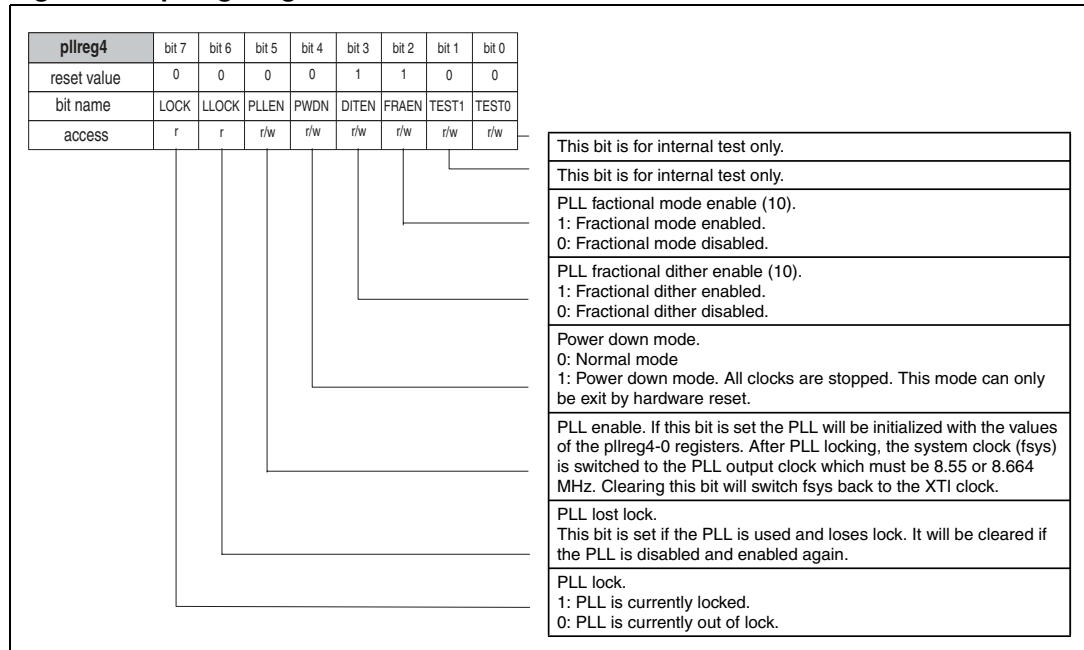 pllreg4 bit 7 bit 6 bit 5 bit 4 bit 3 bit 2 bit 1 bit 0
reset value 0 0 0 0 1 1 0 0
bit name LOCK LLOCK PLLEN PWDN DITEN FRAEN TEST1 TEST0
access r r r/w r/w r/w r/w r/w r/w
This bit is for internal test only.
This bit is for internal test only.
PLL factional mode enable (10).
1: Fractional mode enabled.
0: Fractional mode disabled.
PLL fractional dither enable (10).
1: Fractional dither enabled.
0: Fractional dither disabled.
Power down mode.
0: Normal mode
1: Power down mode. All clocks are stopped. This mode can only
be exit by hardware reset.
PLL enable. If this bit is set the PLL will be initialized with the values
of the pllreg4-0 registers. After PLL locking, the system clock (fsys)
is switched to the PLL output clock which must be 8.55 or 8.664
MHz. Clearing this bit will switch fsys back to the XTI clock.
PLL lost lock.
This bit is set if the PLL is used and loses lock. It will be cleared if
the PLL is disabled and enabled again.
PLL lock.
1: PLL is currently locked.
0: PLL is currently out of lock.